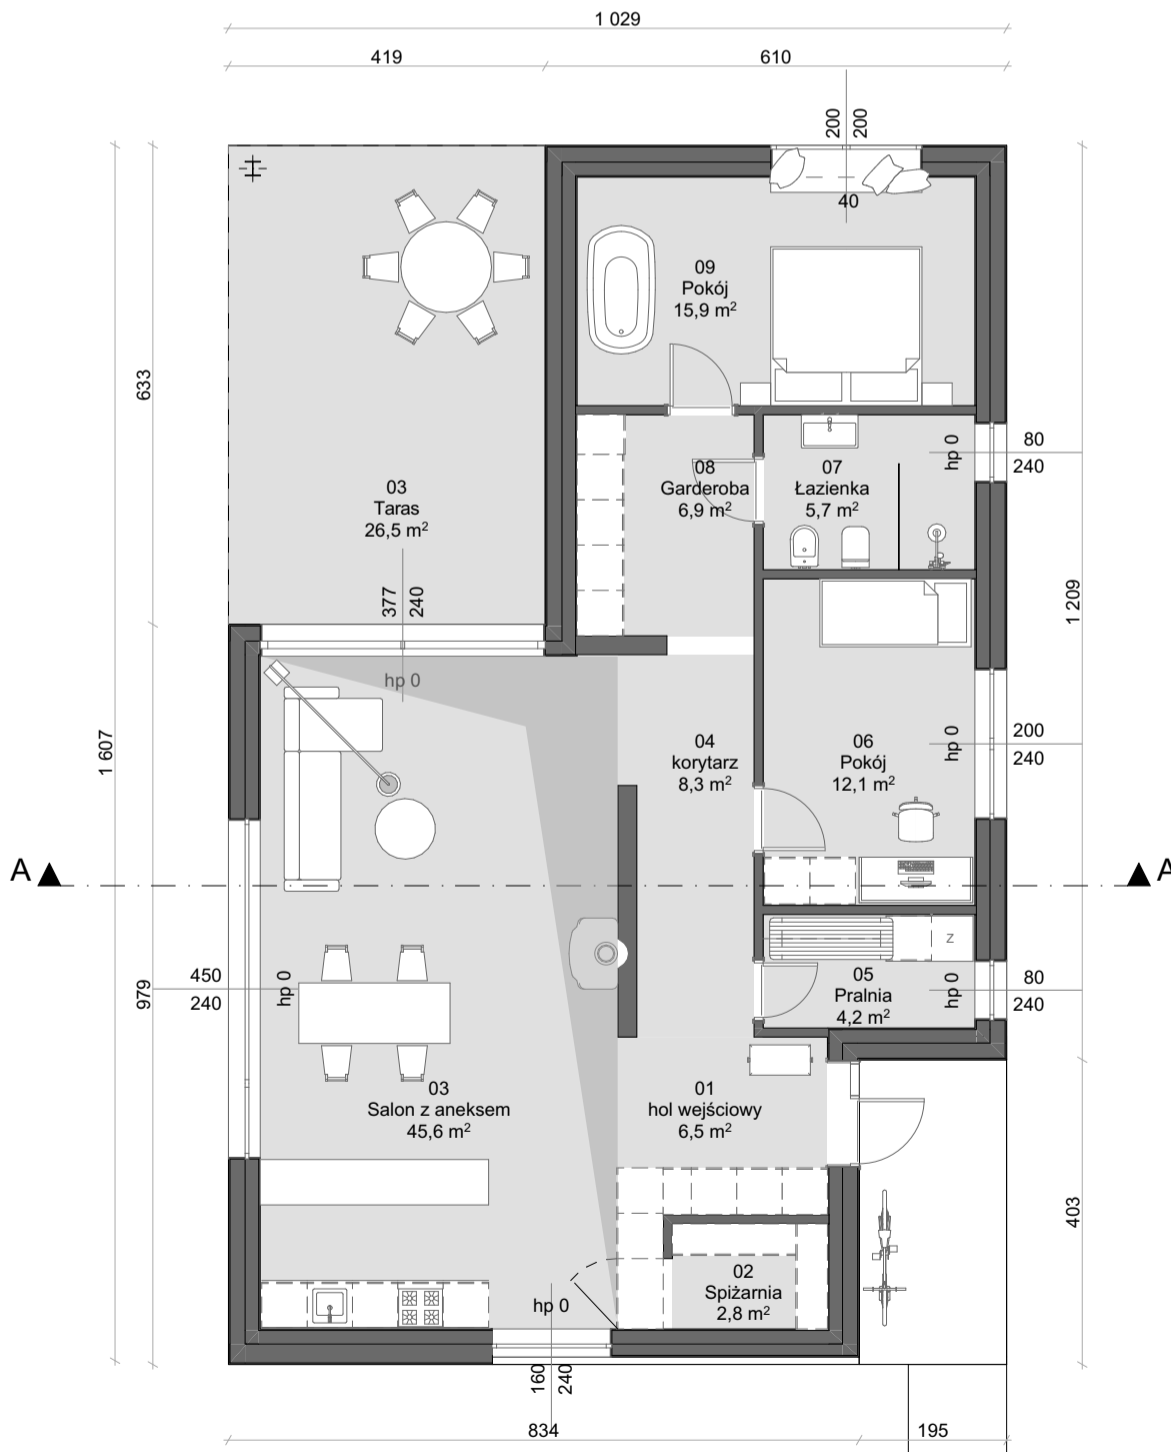 1 029
419
610
200
200
40
09
Pokój
15,9 m²
633
03
Taras
26,5 m²
08
Garderoba
6,9 m²
07
Łazienka
5,7 m²
hp 0
80
240
377
240
1 209
hp 0
04
korytarz
8,3 m²
06
Pokój
12,1 m²
hp 0
200
240
1 607
A
A
z
05
Pralnia
4,2 m²
hp 0
80
240
979
450
240
hp 0
03
Salon z aneksem
45,6 m²
01
hol wejściowy
6,5 m²
403
02
Spiżarnia
2,8 m²
hp 0
160
240
834
195